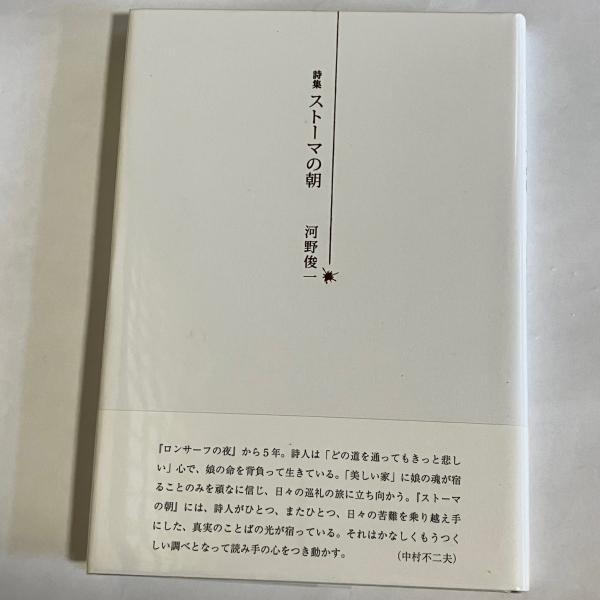 詩集 ストーマの朝
河野俊一
『ロンサーフの夜』から5年。詩人は「どの道を通ってもきっと悲し
い」心で、娘の命を背負って生きている。「美しい家」に娘の魂が宿
ることのみを頑なに信じ、日々の巡礼の旅に立ち向かう。『ストーマ
の朝』には、詩人がひとつ、またひとつ、日々の苦難を乗り越え手
にした、真実のことばの光が宿っている。それはかなしくもうつく
しい調べとなって読み手の心をつき動かす。 (中村不二夫)